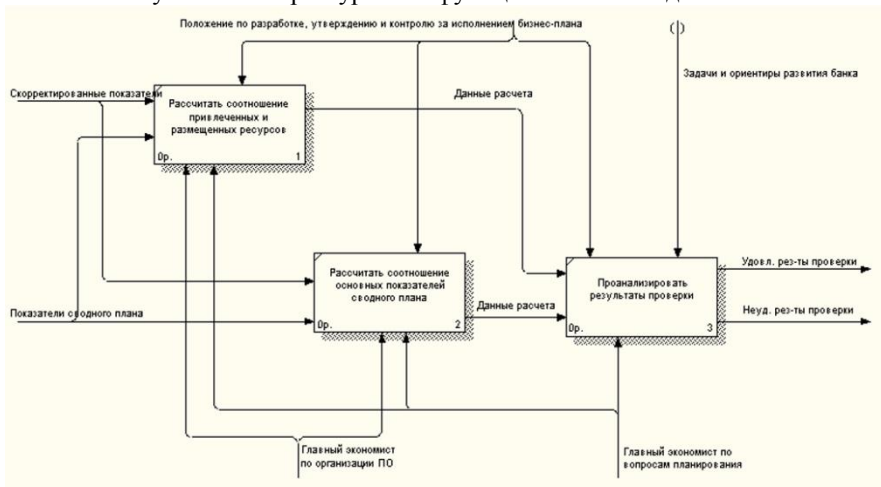 Положение по разработке, утверждению и контролю за исполнением бизнес-плана
( )
Задачи и ориентиры развития банка
Скорректированные показатели
Рассчитать соотношение
привлеченных и
размещенных ресурсов
0р.
1
Данные расчета
Рассчитать соотношение
основных показателей
сводного плана
0р.
2
Показатели сводного плана
Данные расчета
Проанализировать
результаты проверки
0р.
3
Удовл. рез-ты проверки
Неуд. рез-ты проверки
Главный экономист
по организации ПО
Главный экономист по
вопросам планирования